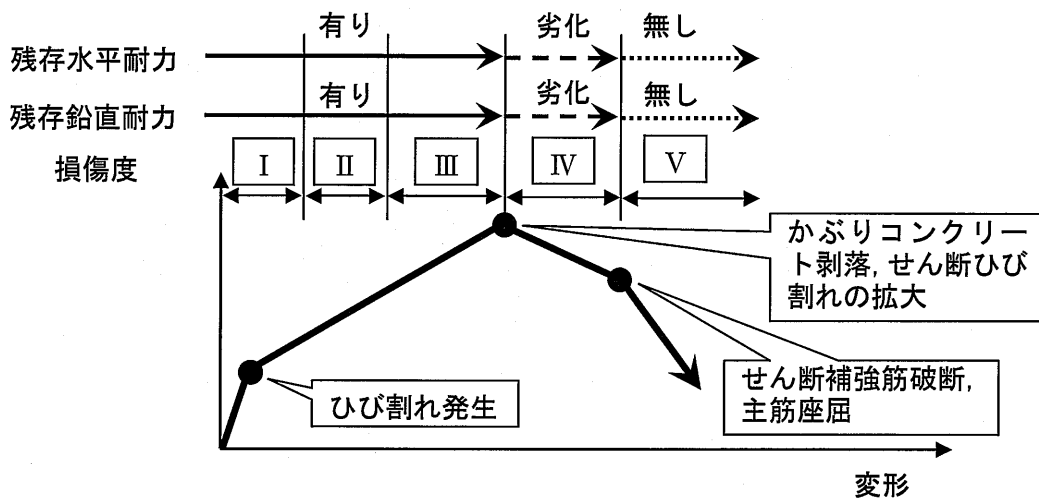 有り 劣化 無し
残存水平耐力
有り 劣化 無し
残存鉛直耐力
損傷度
I II III IV V
かぶりコンクリー
ト剥落,せん断ひび
割れの拡大
せん断補強筋破断,
主筋座屈
ひび割れ発生
変形